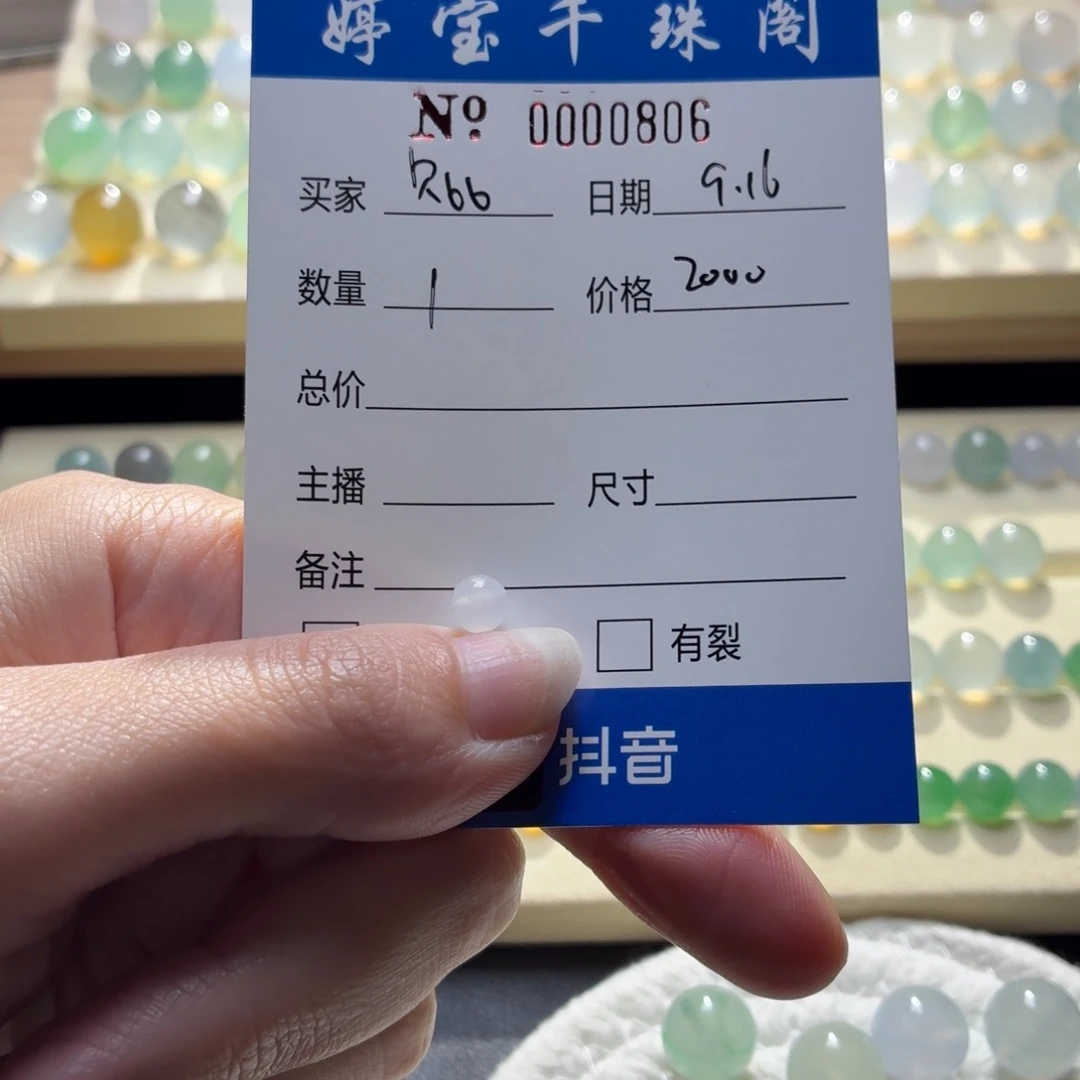 婷宝千珠阁
Nº 0000806
买家 仄66 日期 9.16
数量 1 价格 2000
总价
主播 尺寸
备注
有裂
抖音